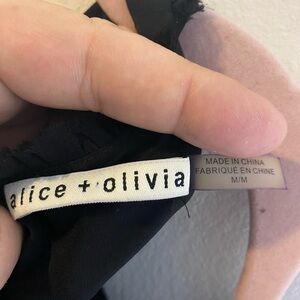 alice + olivia
MADE IN CHINA
FABRIQUÉ EN CHINE
M/M